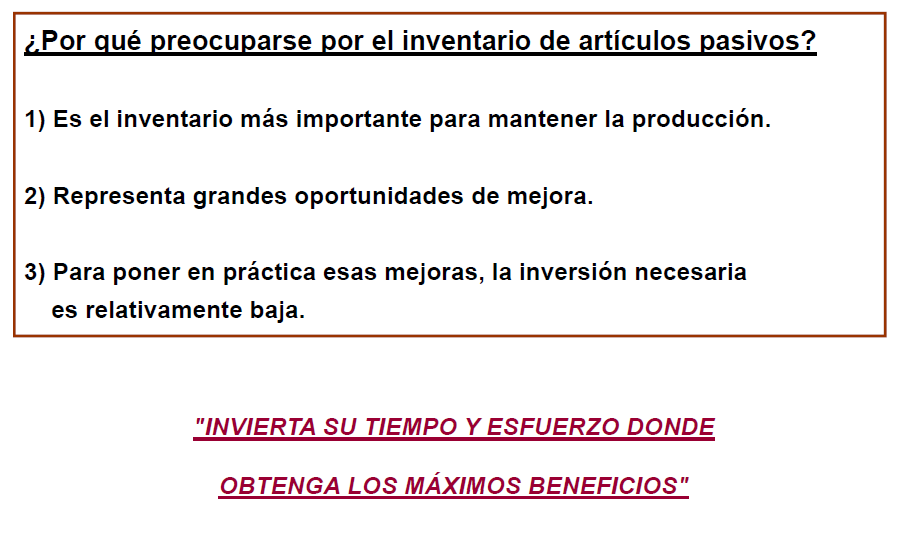 ¿Por qué preocuparse por el inventario de artículos pasivos?
1) Es el inventario más importante para mantener la producción.
2) Representa grandes oportunidades de mejora.
3) Para poner en práctica esas mejoras, la inversión necesaria
es relativamente baja.
"INVIERTA SU TIEMPO Y ESFUERZO DONDE
OBTENGA LOS MÁXIMOS BENEFICIOS"